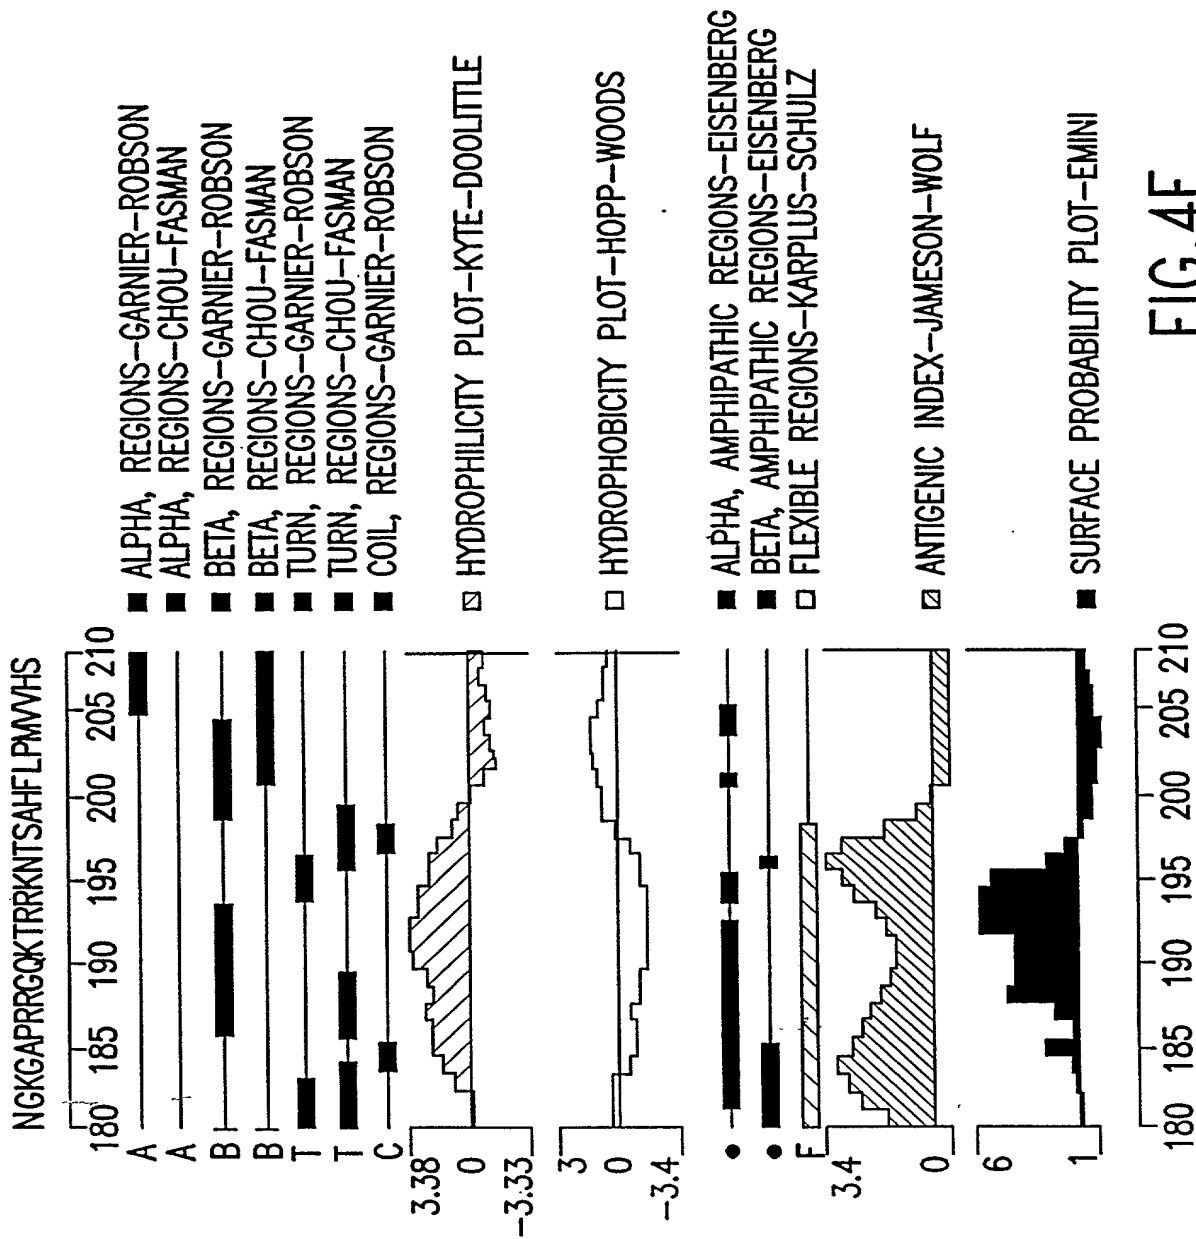 NGKGAPRRGQKTRRKNTSAHFLPMVVHS
180 185 190 195 200 205 210
A ALPHA, REGIONS-GARNIER-ROBSON
A ALPHA, REGIONS-CHOU-FASMAN
B BETA, REGIONS-GARNIER-ROBSON
B BETA, REGIONS-CHOU-FASMAN
T TURN, REGIONS-GARNIER-ROBSON
T TURN, REGIONS-CHOU-FASMAN
C COIL, REGIONS-GARNIER-ROBSON
3.38
0 HYDROPHILICITY PLOT-KYTE-DOOLITTLE
-3.33
3
0 HYDROPHOBICITY PLOT-HOPP-WOODS
-3.4
ALPHA, AMPHIPATHIC REGIONS-EISENBERG
BETA, AMPHIPATHIC REGIONS-EISENBERG
F FLEXIBLE REGIONS-KARPLUS-SCHULZ
3.4
0 ANTIGENIC INDEX-JAMESON-WOLF
6
1 SURFACE PROBABILITY PLOT-EMINI
180 185 190 195 200 205 210
FIG.4F